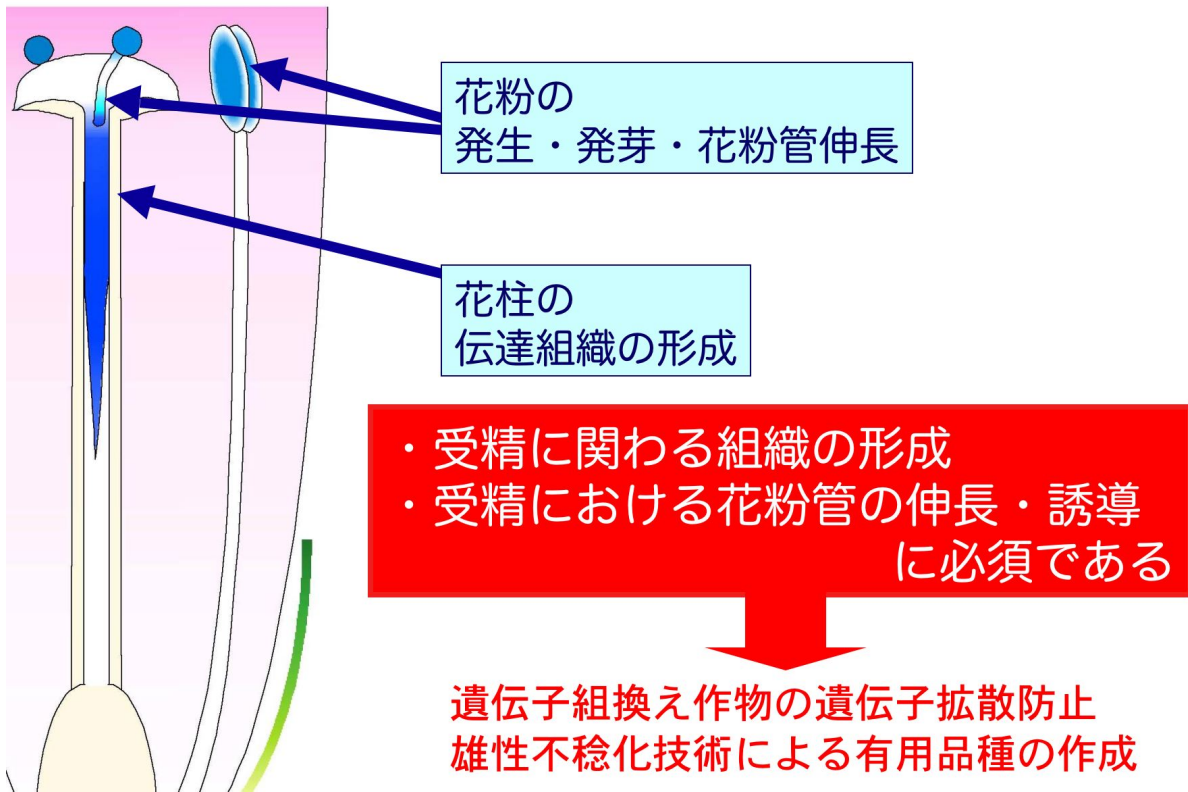 花粉の
発生・発芽・花粉管伸長
花柱の
伝達組織の形成
・受精に関わる組織の形成
・受精における花粉管の伸長・誘導
に必須である
遺伝子組換え作物の遺伝子拡散防止
雄性不稔化技術による有用品種の作成